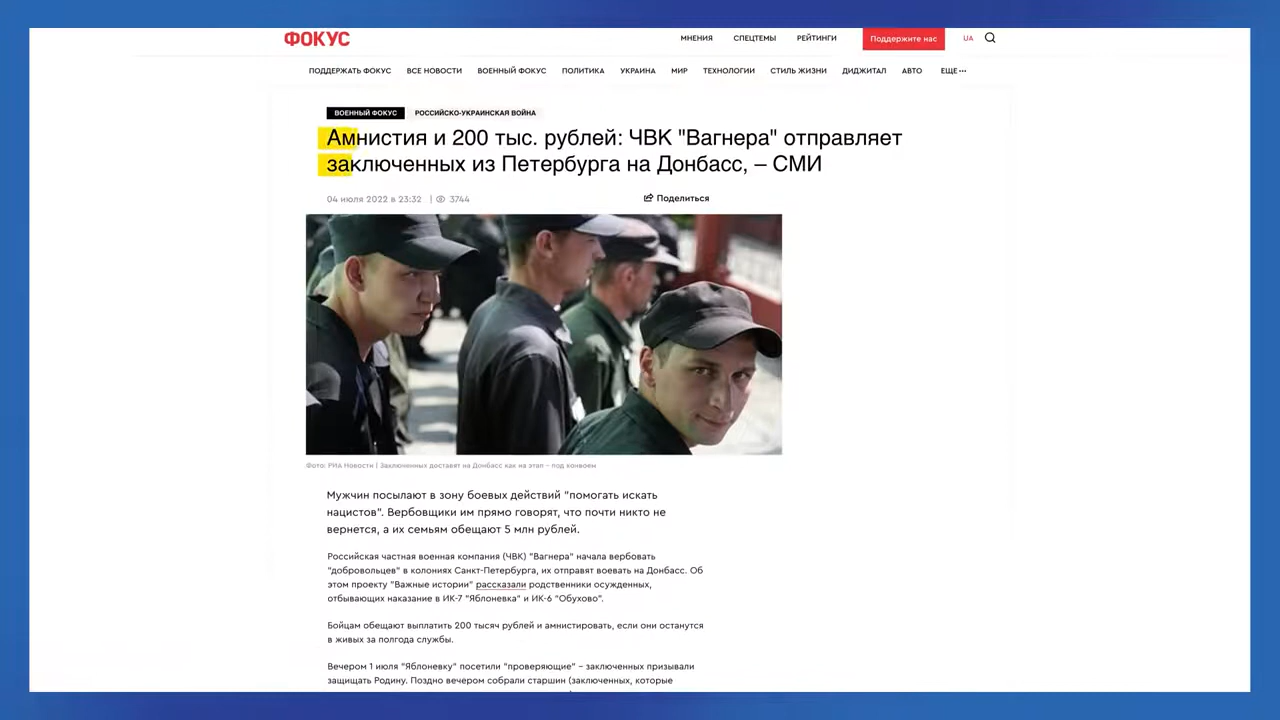 ФОКУС
МНЕНИЯ СПЕЦТЕМЫ РЕЙТИНГИ Поддержите нас UA
ПОДДЕРЖАТЬ ФОКУС ВСЕ НОВОСТИ ВОЕННЫЙ ФОКУС ПОЛИТИКА УКРАИНА МИР ТЕХНОЛОГИИ СТИЛЬ ЖИЗНИ ДИДЖИТАЛ АВТО ЕЩЕ•••
ВОЕННЫЙ ФОКУС РОССИЙСКО-УКРАИНСКАЯ ВОЙНА
Амнистия и 200 тыс. рублей: ЧВК "Вагнера" отправляет
заключенных из Петербурга на Донбасс, – СМИ
04 июля 2022 в 23:32 | 3744 Поделиться
Фото: РИА Новости | Заключенных доставят на Донбасс как на этап – под конвоем
Мужчин посылают в зону боевых действий "помогать искать
нацистов". Вербовщики им прямо говорят, что почти никто не
вернется, а их семьям обещают 5 млн рублей.
Российская частная военная компания (ЧВК) "Вагнера" начала вербовать
"добровольцев" в колониях Санкт-Петербурга, их отправят воевать на Донбасс. Об
этом проекту "Важные истории" рассказали родственники осужденных,
отбывающих наказание в ИК-7 "Яблоневка" и ИК-6 "Обухово".
Бойцам обещают выплатить 200 тысяч рублей и амнистировать, если они останутся
в живых за полгода службы.
Вечером 1 июля "Яблоневку" посетили "проверяющие" – заключенных призывали
защищать Родину. Поздно вечером собрали старшин (заключенных, которые